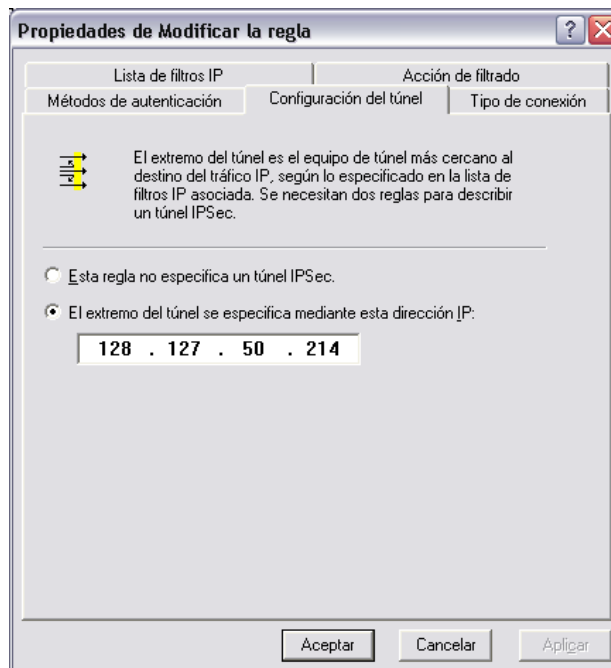 Propiedades de Modificar la regla
Lista de filtros IP
Acción de filtrado
Métodos de autenticación
Configuración del túnel
Tipo de conexión
El extremo del túnel es el equipo de túnel más cercano al
destino del tráfico IP, según lo especificado en la lista de
filtros IP asociada. Se necesitan dos reglas para describir
un túnel IPSec.
Esta regla no especifica un túnel IPSec.
El extremo del túnel se especifica mediante esta dirección IP:
128 . 127 . 50 . 214
Aceptar
Cancelar
Aplicar